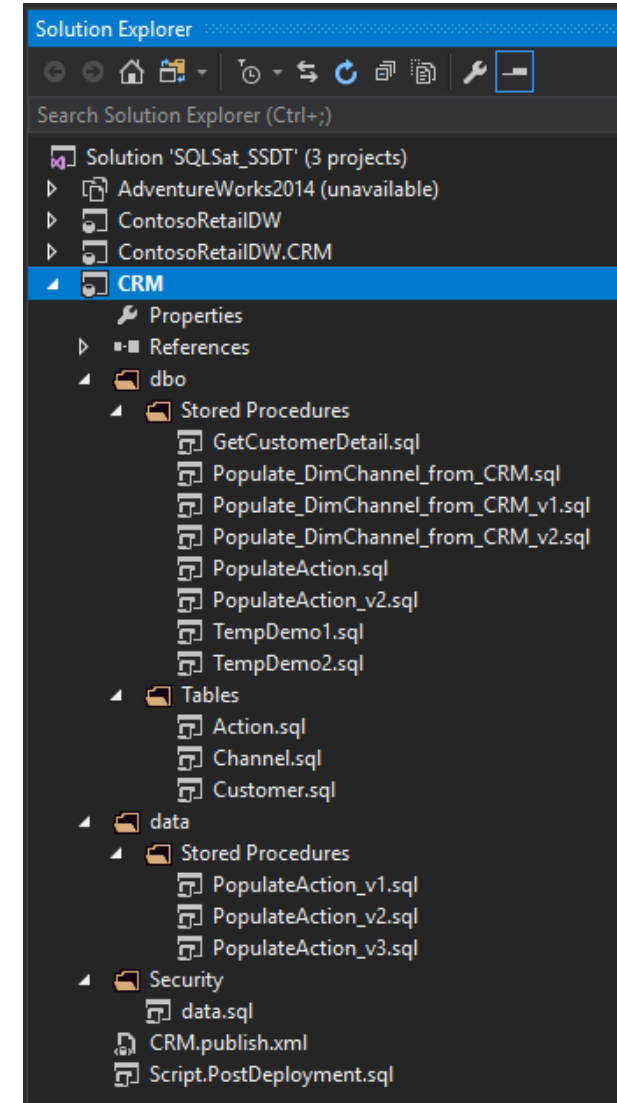 Solution Explorer
Search Solution Explorer (Ctrl+;)
Solution 'SQLSat_SSDT' (3 projects)
AdventureWorks2014 (unavailable)
ContosoRetailDW
ContosoRetailDW.CRM
CRM
Properties
References
dbo
Stored Procedures
GetCustomerDetail.sql
Populate_DimChannel_from_CRM.sql
Populate_DimChannel_from_CRM_v1.sql
Populate_DimChannel_from_CRM_v2.sql
PopulateAction.sql
PopulateAction_v2.sql
TempDemo1.sql
TempDemo2.sql
Tables
Action.sql
Channel.sql
Customer.sql
data
Stored Procedures
PopulateAction_v1.sql
PopulateAction_v2.sql
PopulateAction_v3.sql
Security
data.sql
CRM.publish.xml
Script.PostDeployment.sql